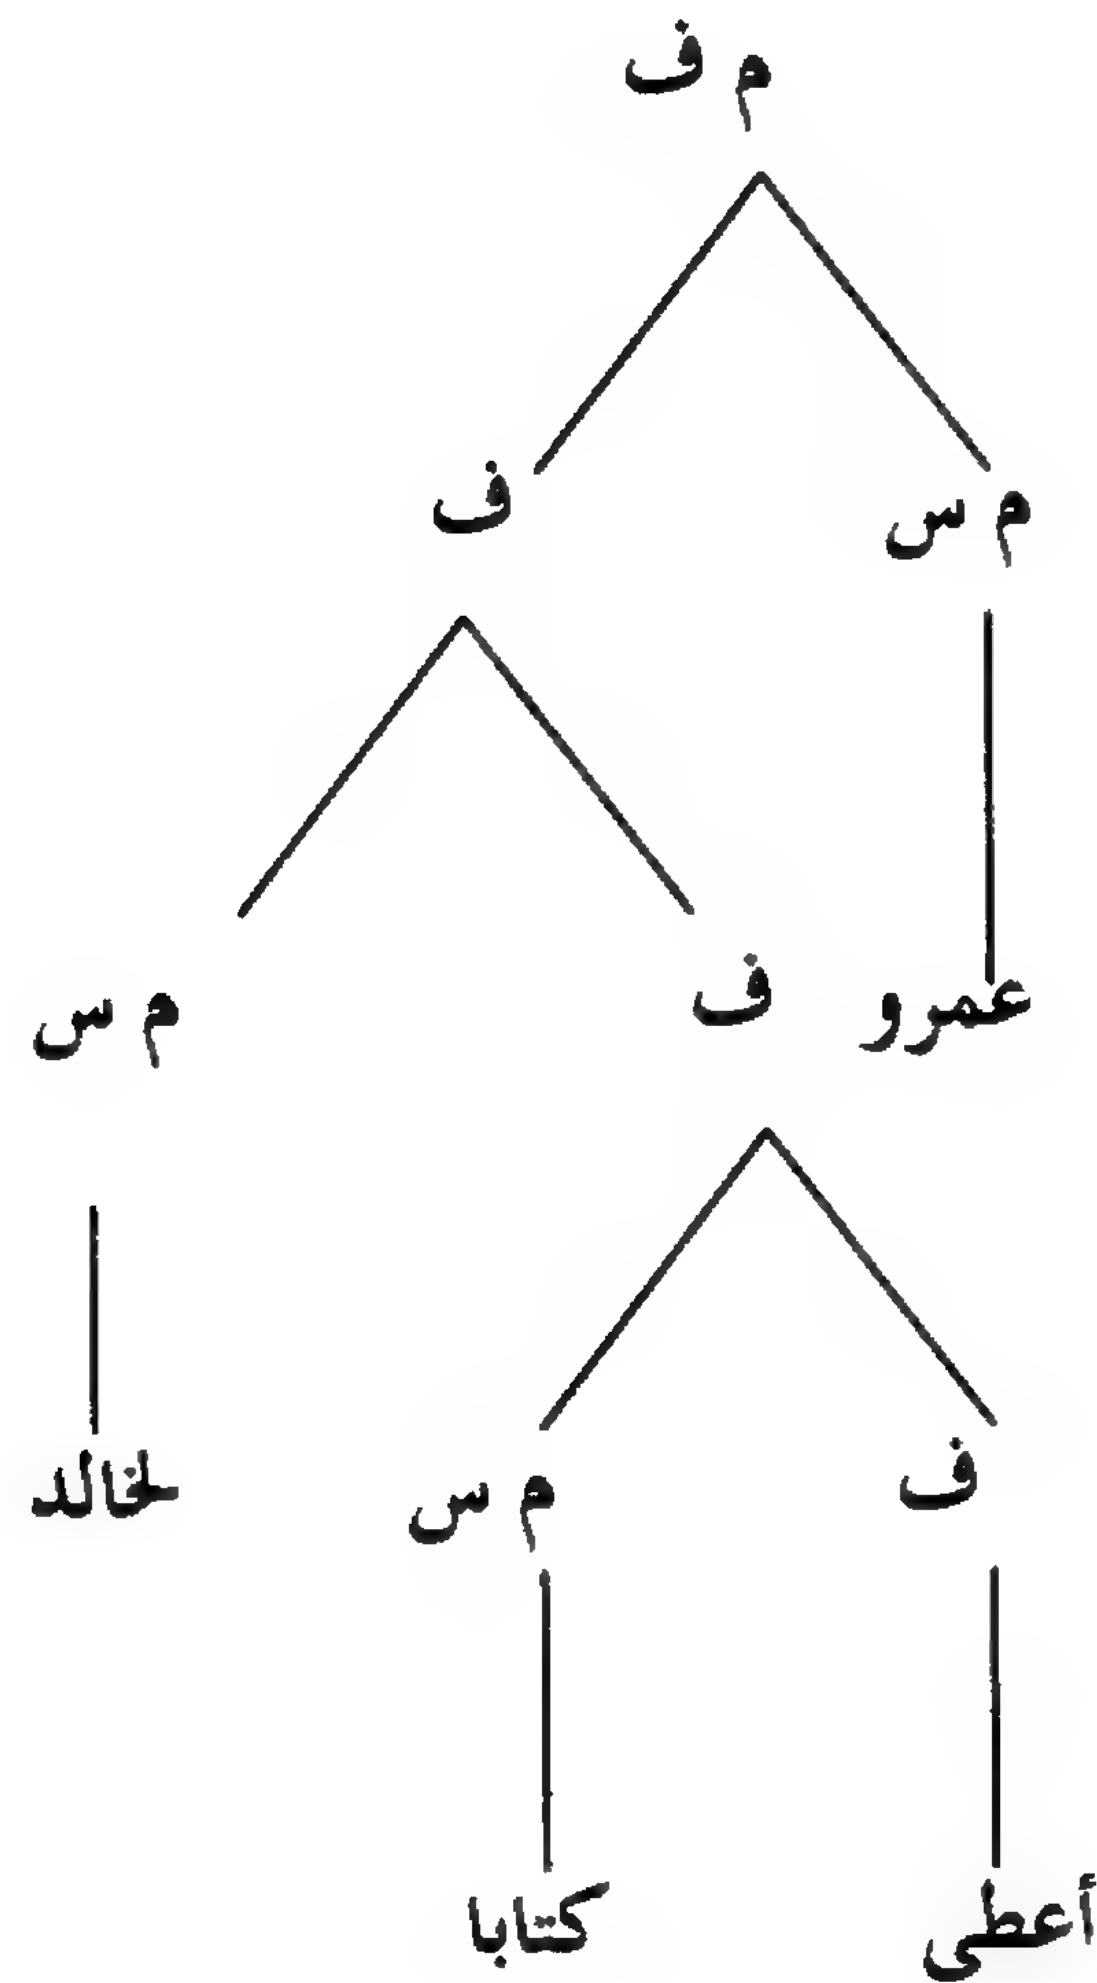 م ف
م س ف
عمرو ف م س
ف م س لخالد
أعطى كتابا